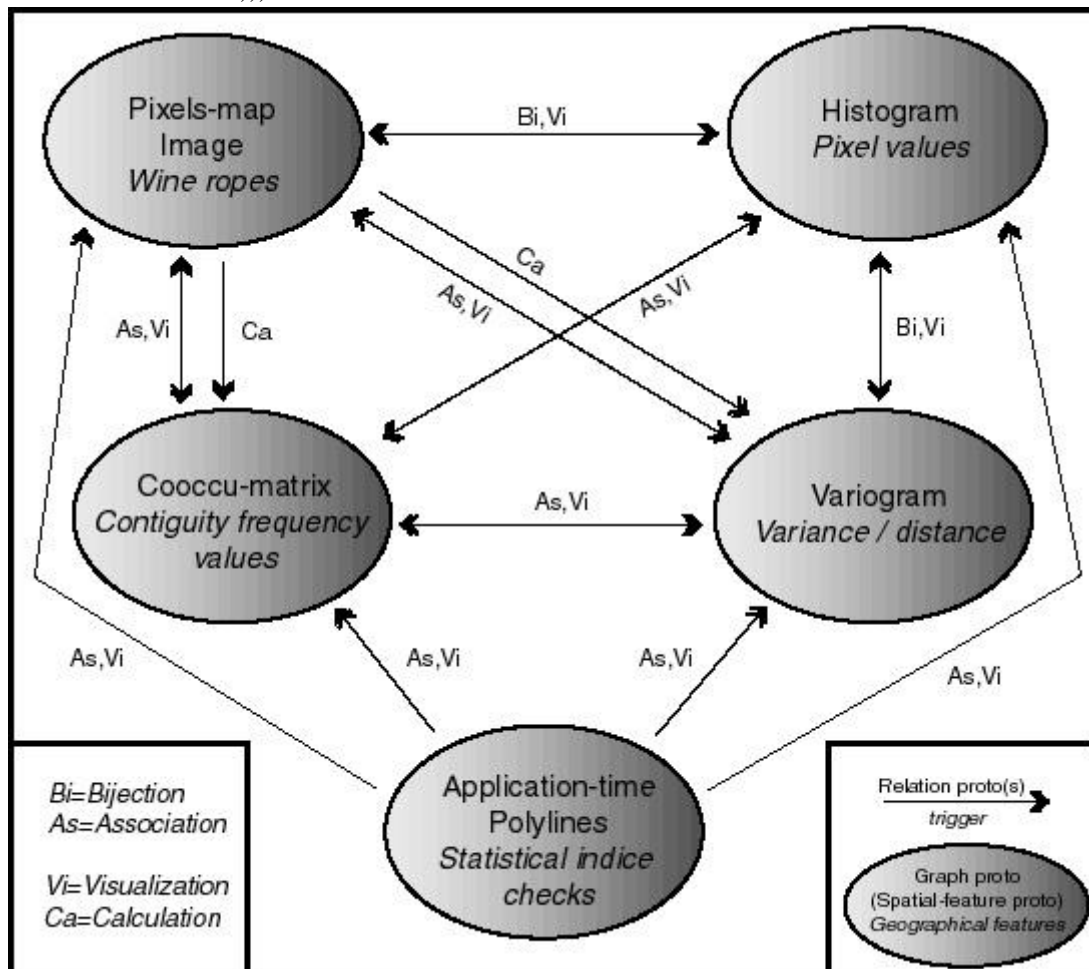 Pixels-map
Image
Wine ropes
Bi,Vi
Histogram
Pixel values
Ca
As,Vi
As,Vi
As,Vi
Ca
Bi,Vi
Cooccu-matrix
Contiguity frequency
values
As,Vi
Variogram
Variance / distance
As,Vi
As,Vi
As,Vi
As,Vi
Application-time
Polylines
Statistical indice
checks
Bi=Bijection
As=Association
Vi=Visualization
Ca=Calculation
Relation proto(s)
trigger
Graph proto
(Spatial-feature proto)
Geographical features